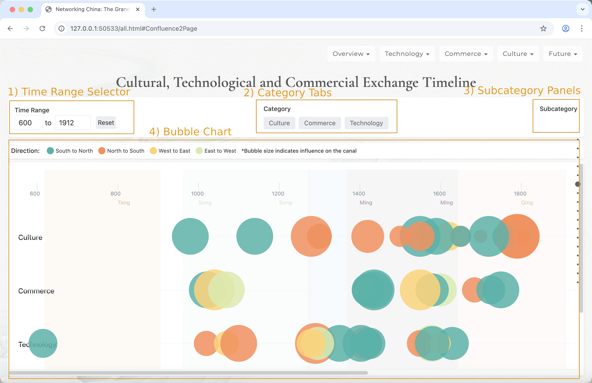 Networking China: The Gran
127.0.0.1:50533/all.html#Confluence2Page
Overview Technology Commerce Culture Future
Cultural, Technological and Commercial Exchange Timeline
1) Time Range Selector
2) Category Tabs
3) Subcategory Panels
Time Range
600 to 1912 Reset
Category
Culture Commerce Technology
Subcategory
4) Bubble Chart
Direction: South to North North to South West to East East to West *Bubble size indicates influence on the canal
600 800 1000 1200 1400 1600 1800
Tang Song Song Ming Ming Qing
Culture
Commerce
Technology